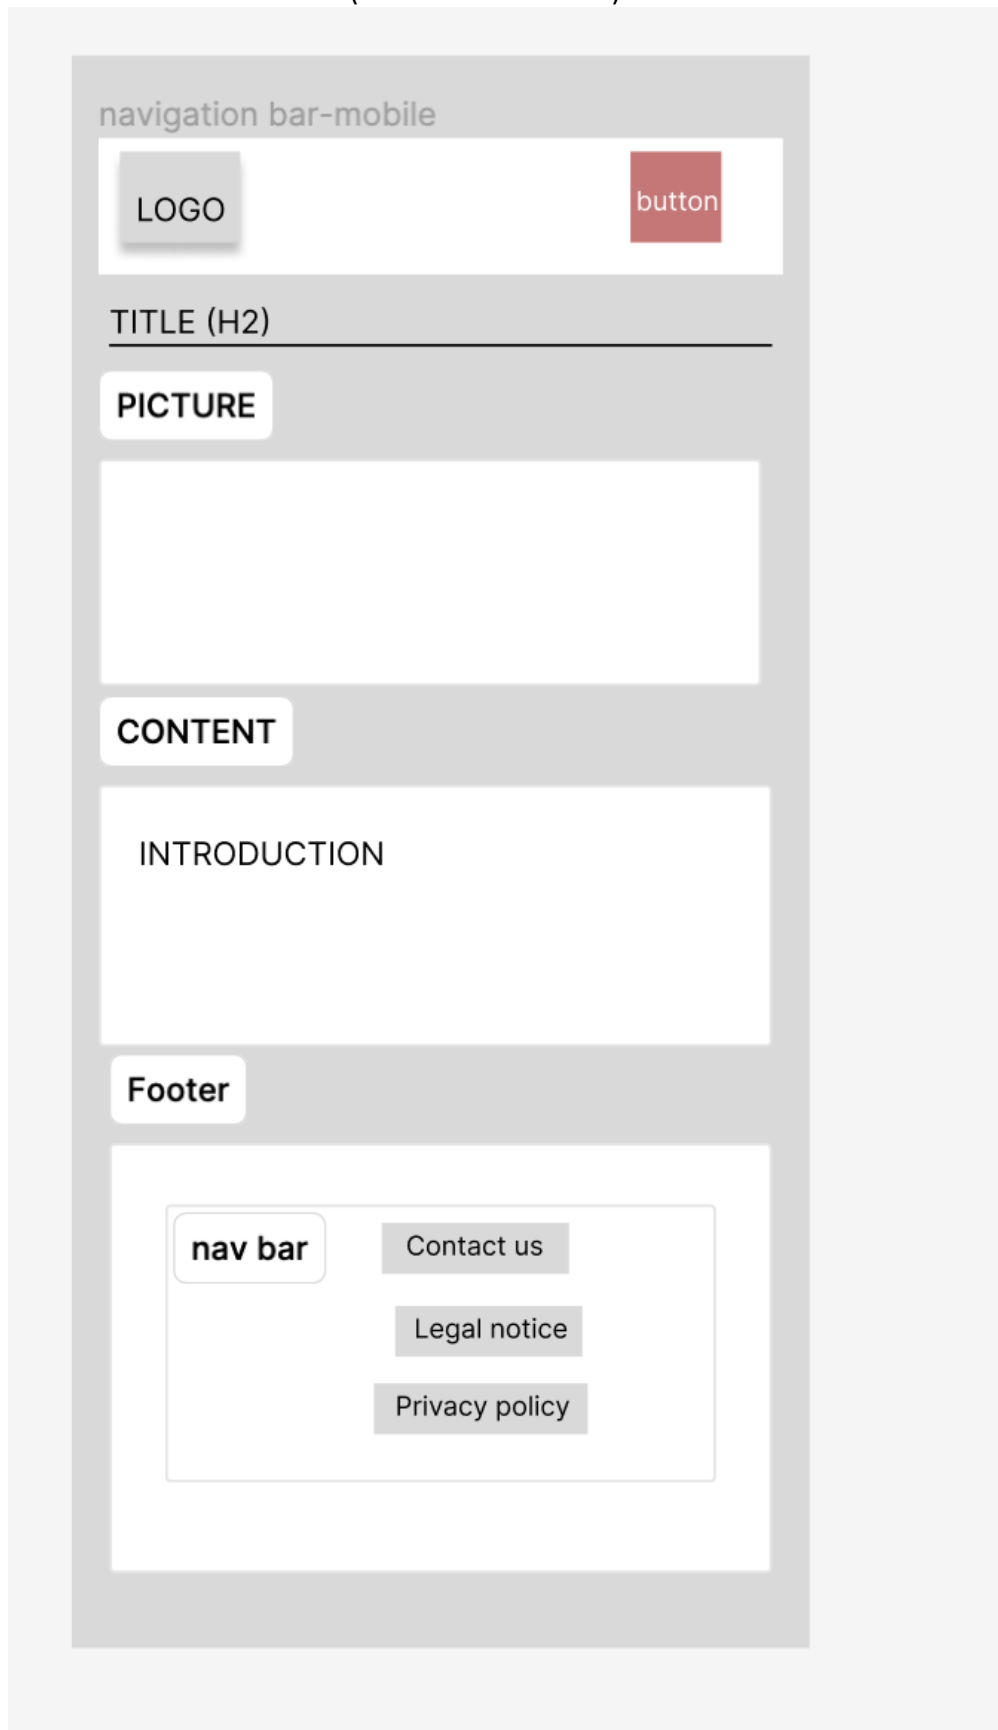 navigation bar-mobile
LOGO
button
TITLE (H2)
PICTURE
CONTENT
INTRODUCTION
Footer
nav bar
Contact us
Legal notice
Privacy policy